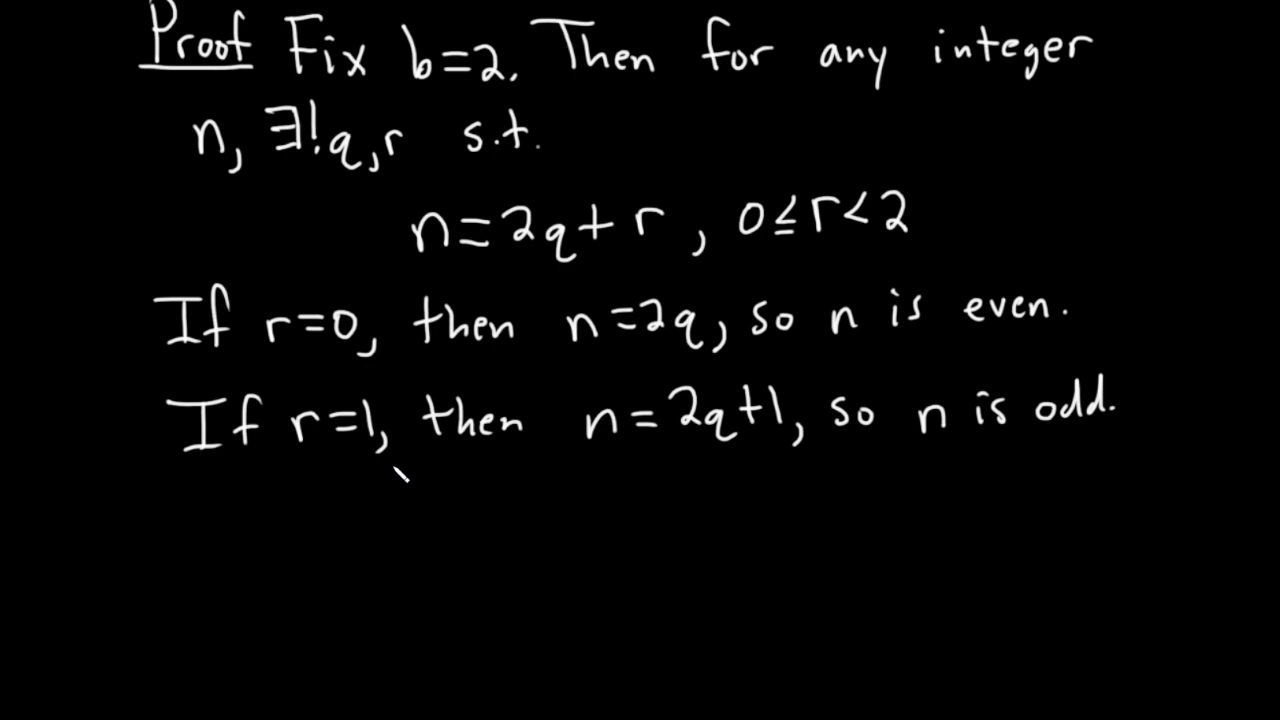 Proof Fix b=2. Then for any integer
n, ∃!q,r s.t.
n=2q+r, 0≤r<2
If r=0, then n=2q, so n is even.
If r=1, then n=2q+1, so n is odd.